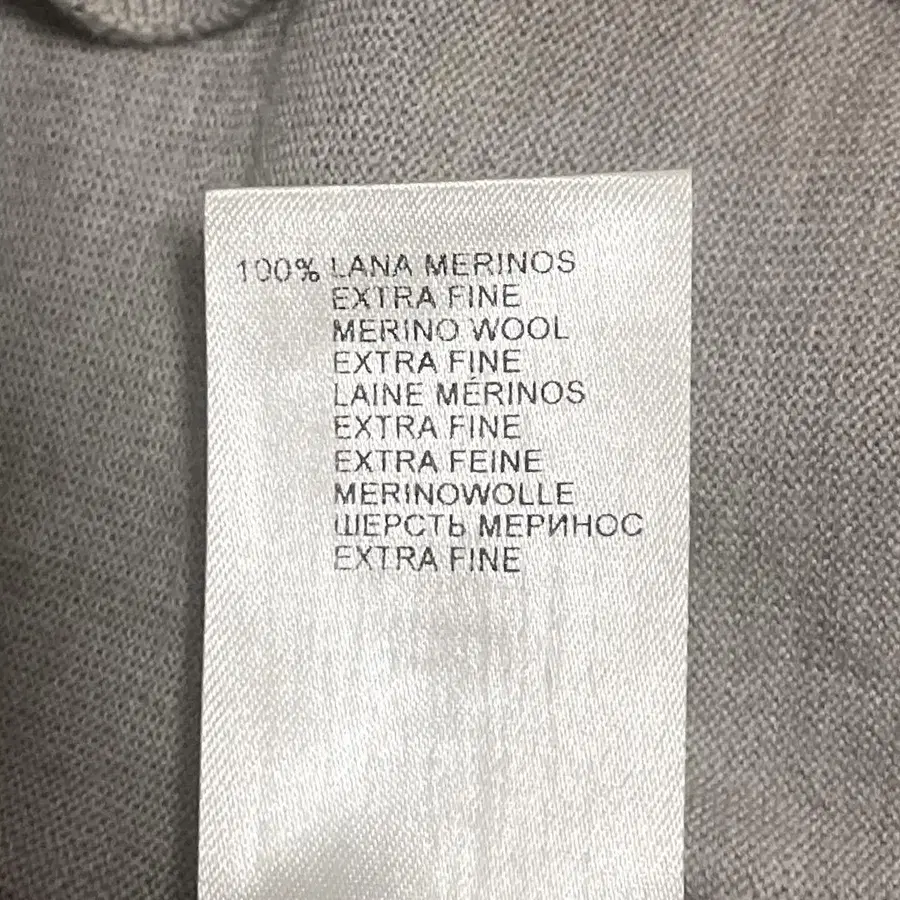 100% LANA MERINOS
EXTRA FINE
MERINO WOOL
EXTRA FINE
LAINE MÉRINOS
EXTRA FINE
EXTRA FEINE
MERINOWOLLE
ШЕРСТЬ МЕРИНОС
EXTRA FINE